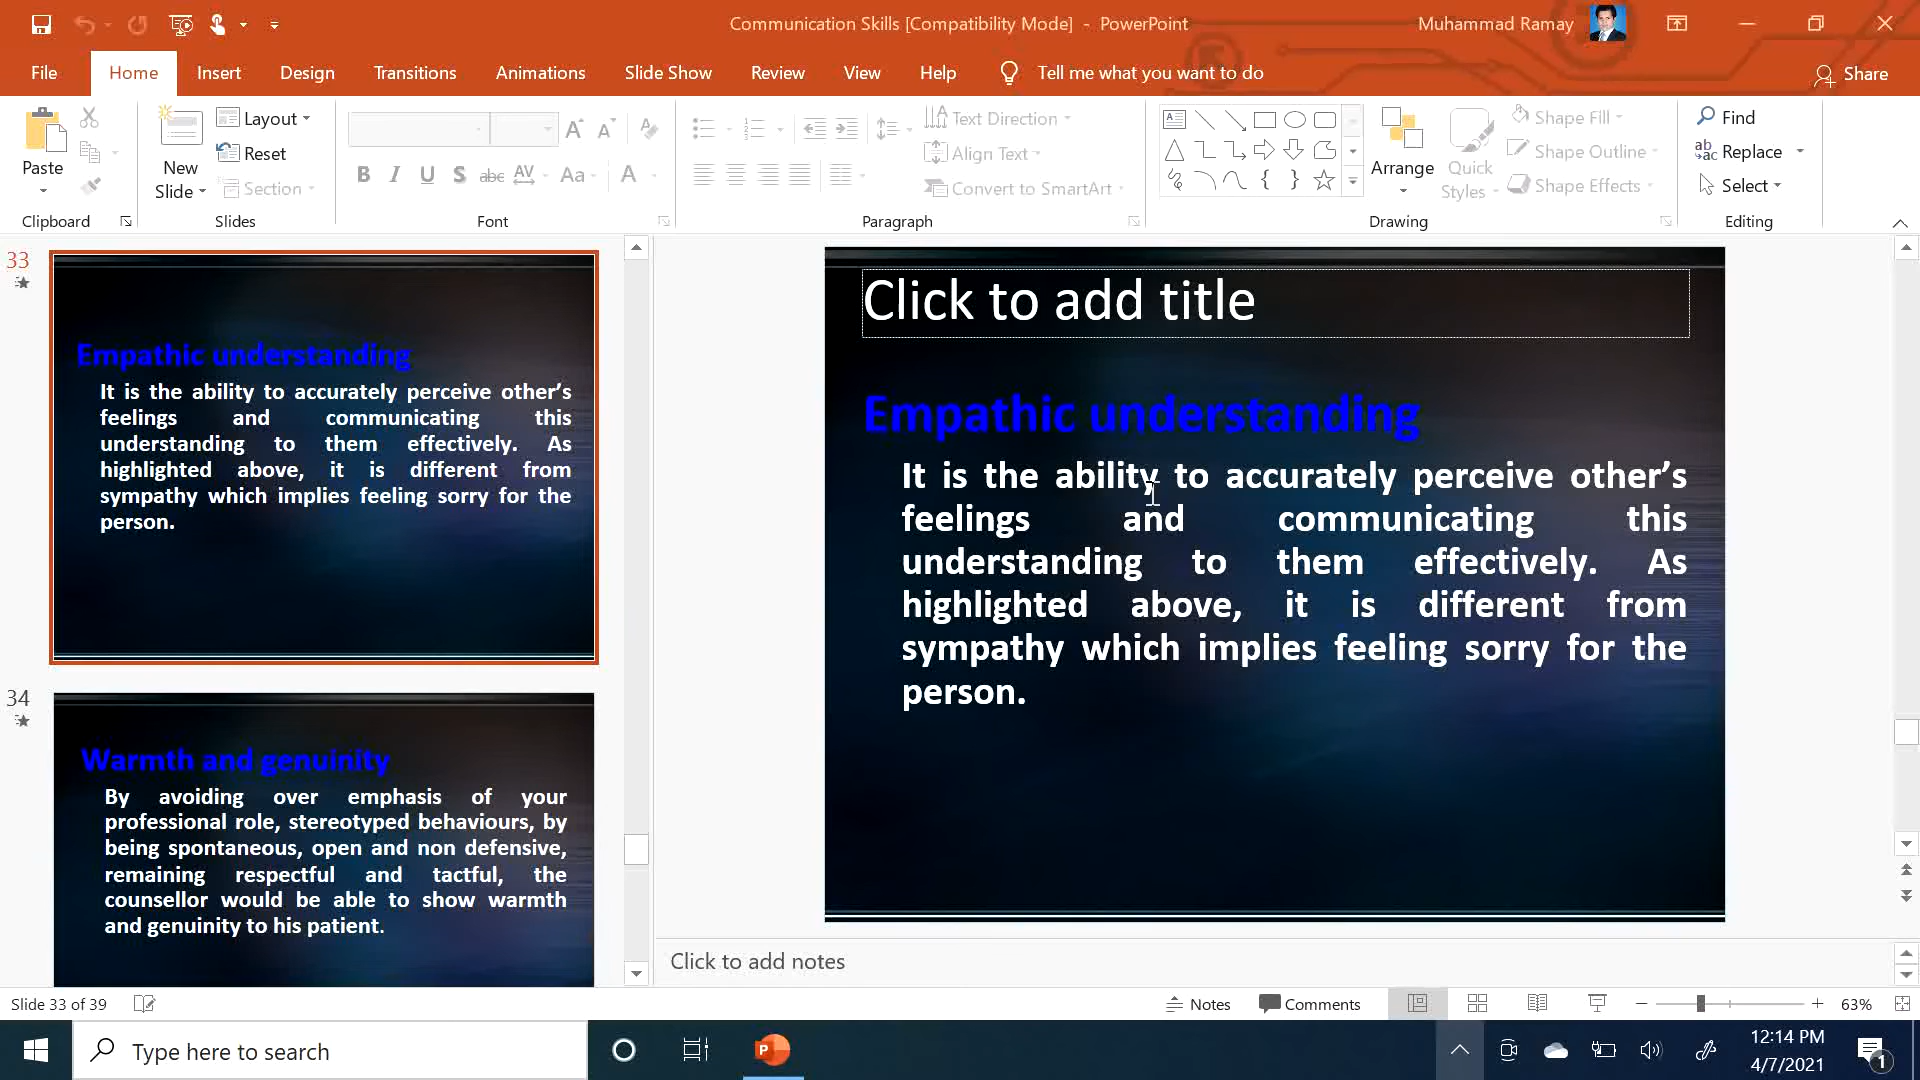 Communication Skills [Compatibility Mode] - PowerPoint
Muhammad Ramay
File Home Insert Design Transitions Animations Slide Show Review View Help Tell me what you want to do Share
Paste
Clipboard
New Slide
Layout
Reset
Section
Slides
B I U S abc AV Aa A
Font
Text Direction
Align Text
Convert to SmartArt
Paragraph
Arrange
Quick Styles
Shape Fill
Shape Outline
Shape Effects
Drawing
Find
Replace
Select
Editing
33
Empathic understanding
It is the ability to accurately perceive other’s
feelings and communicating this
understanding to them effectively. As
highlighted above, it is different from
sympathy which implies feeling sorry for the
person.
34
Warmth and genuinity
By avoiding over emphasis of your
professional role, stereotyped behaviours, by
being spontaneous, open and non defensive,
remaining respectful and tactful, the
counsellor would be able to show warmth
and genuinity to his patient.
Click to add title
Empathic understanding
It is the ability to accurately perceive other’s
feelings and communicating this
understanding to them effectively. As
highlighted above, it is different from
sympathy which implies feeling sorry for the
person.
Click to add notes
Slide 33 of 39
Notes
Comments
63%
Type here to search
12:14 PM
4/7/2021
1